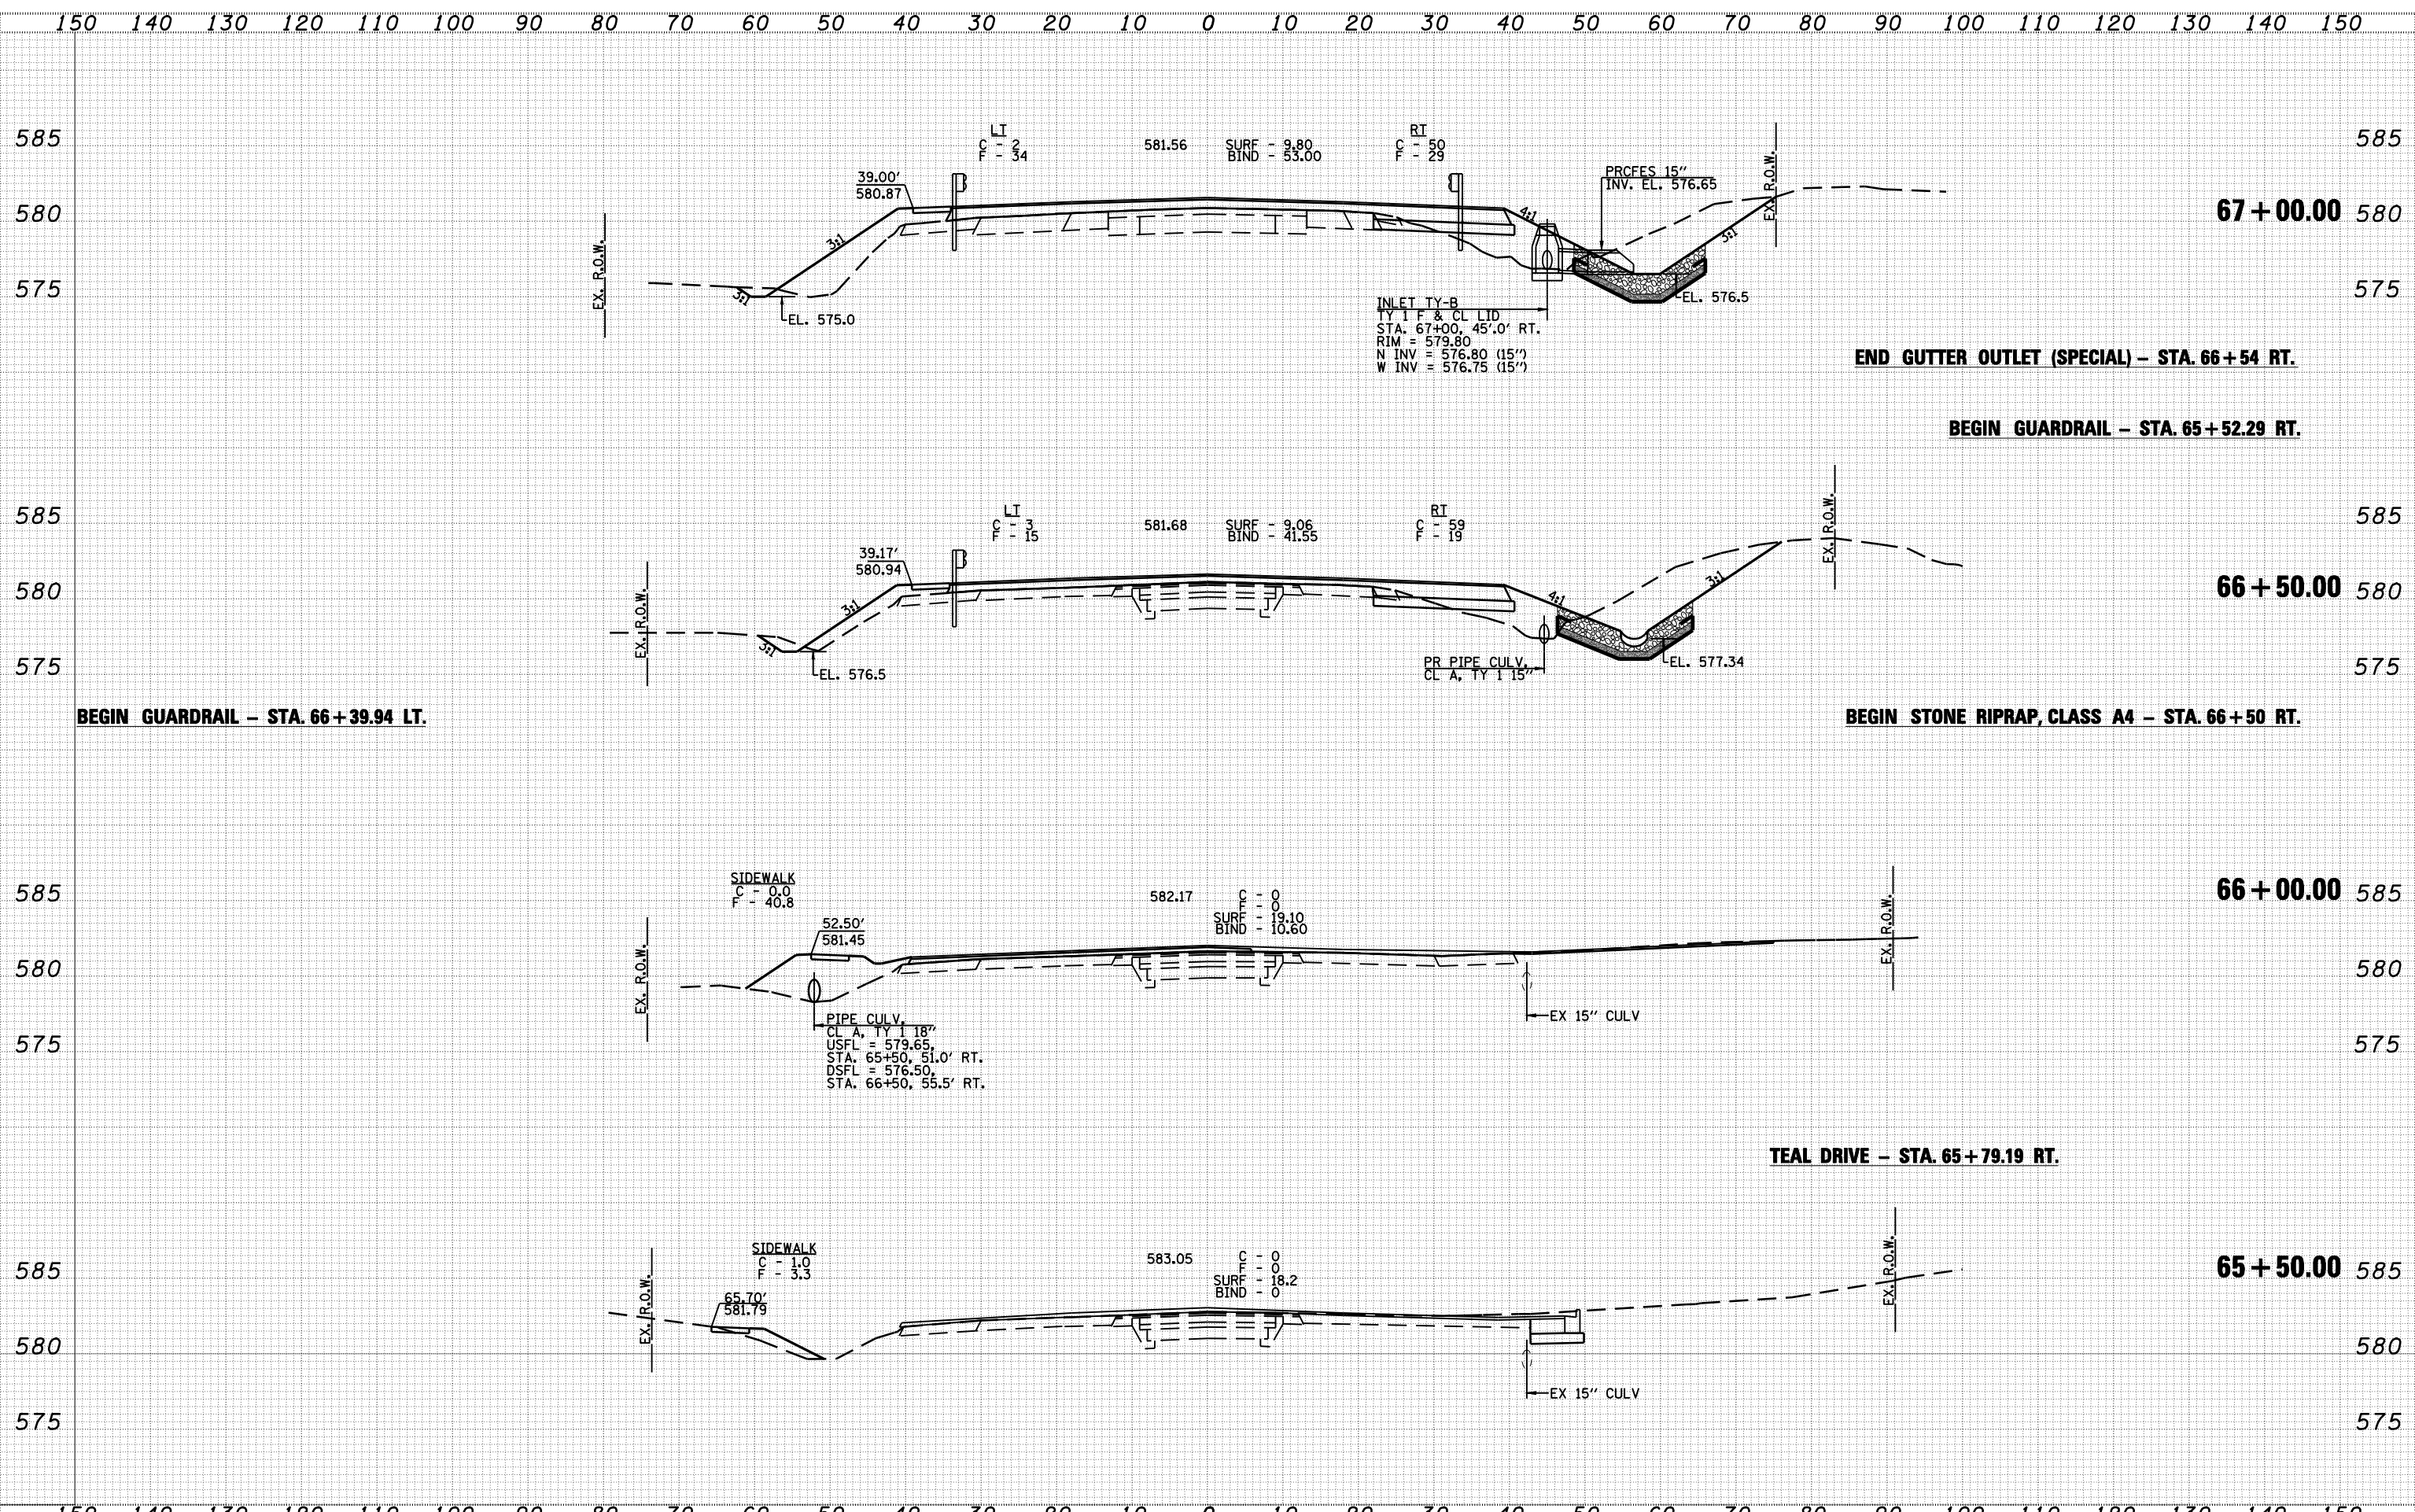 150 140 130 120 110 100 90 80 70 60 50 40 30 20 10 0 10 20 30 40 50 60 70 80 90 100 110 120 130 140 150
585 585
580 580
575 575
67+00.00
LT
C - 2
F - 34
581.56
SURF - 9.80
BIND - 53.00
RT
C - 50
F - 29
39.00'
580.87
PRCFES 15"
INV. EL. 576.65
EX. R.O.W.
EX. R.O.W.
3:1
3:1
4:1
3:1
EL. 575.0
EL. 576.5
INLET TY-B
TY 1 F & CL LID
STA. 67+00, 45'.0' RT.
RIM = 579.80
N INV = 576.80 (15")
W INV = 576.75 (15")
END GUTTER OUTLET (SPECIAL) - STA. 66+54 RT.
BEGIN GUARDRAIL - STA. 65+52.29 RT.
585 585
580 580
575 575
66+50.00
LT
C - 3
F - 15
581.68
SURF - 9.06
BIND - 41.55
RT
C - 59
F - 19
39.17'
580.94
EX. R.O.W.
EX. R.O.W.
3:1
3:1
4:1
3:1
EL. 576.5
EL. 577.34
PR PIPE CULV,
CL A, TY 1 15"
BEGIN GUARDRAIL - STA. 66+39.94 LT.
BEGIN STONE RIPRAP, CLASS A4 - STA. 66+50 RT.
585 585
580 580
575 575
66+00.00
SIDEWALK
C - 0.0
F - 40.8
582.17
C - 0
F - 0
SURF - 19.10
BIND - 10.60
52.50'
581.45
EX. R.O.W.
EX. R.O.W.
EX 15" CULV
PIPE CULV,
CL A, TY 1 18"
USFL = 579.65,
STA. 65+50, 51.0' RT.
DSFL = 576.50,
STA. 66+50, 55.5' RT.
TEAL DRIVE - STA. 65+79.19 RT.
585 585
580 580
575 575
65+50.00
SIDEWALK
C - 1.0
F - 3.3
583.05
C - 0
F - 0
SURF - 18.2
BIND - 0
65.70'
581.79
EX. R.O.W.
EX. R.O.W.
EX 15" CULV
150 140 130 120 110 100 90 80 70 60 50 40 30 20 10 0 10 20 30 40 50 60 70 80 90 100 110 120 130 140 150